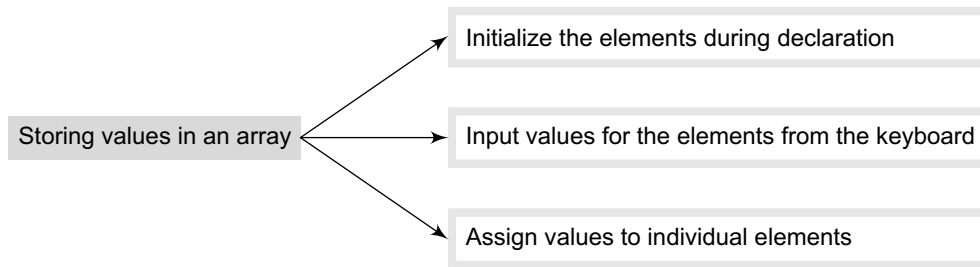 Initialize the elements during declaration
Storing values in an array
Input values for the elements from the keyboard
Assign values to individual elements